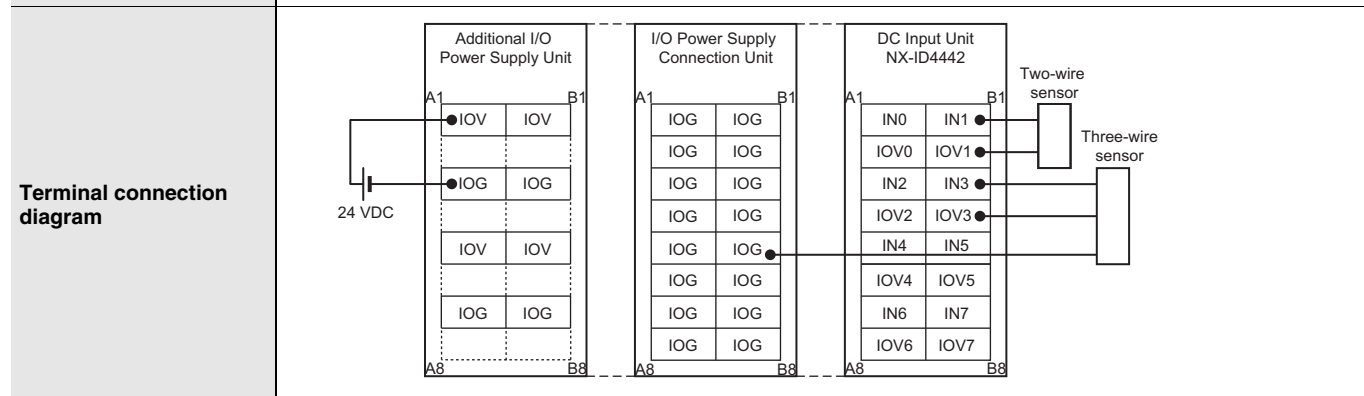 Terminal connection
diagram
24 VDC
Additional I/O
Power Supply Unit
A1 B1
IOV IOV
IOG IOG
IOV IOV
IOG IOG
A8 B8
I/O Power Supply
Connection Unit
A1 B1
IOG IOG
IOG IOG
IOG IOG
IOG IOG
IOG IOG
IOG IOG
IOG IOG
IOG IOG
A8 B8
DC Input Unit
NX-ID4442
A1 B1
IN0 IN1
IOV0 IOV1
IN2 IN3
IOV2 IOV3
IN4 IN5
IOV4 IOV5
IN6 IN7
IOV6 IOV7
A8 B8
Two-wire
sensor
Three-wire
sensor